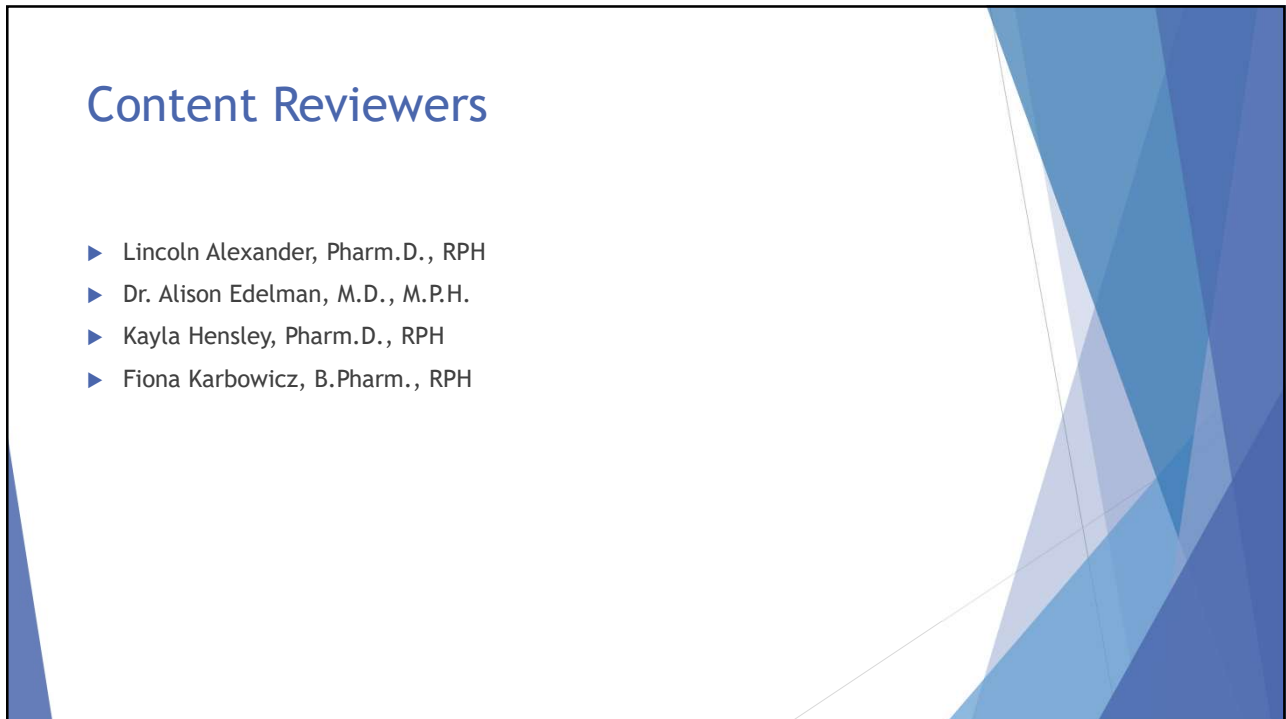 Content Reviewers
Lincoln Alexander, Pharm.D., RPH
Dr. Alison Edelman, M.D., M.P.H.
Kayla Hensley, Pharm.D., RPH
Fiona Karbowicz, B.Pharm., RPH